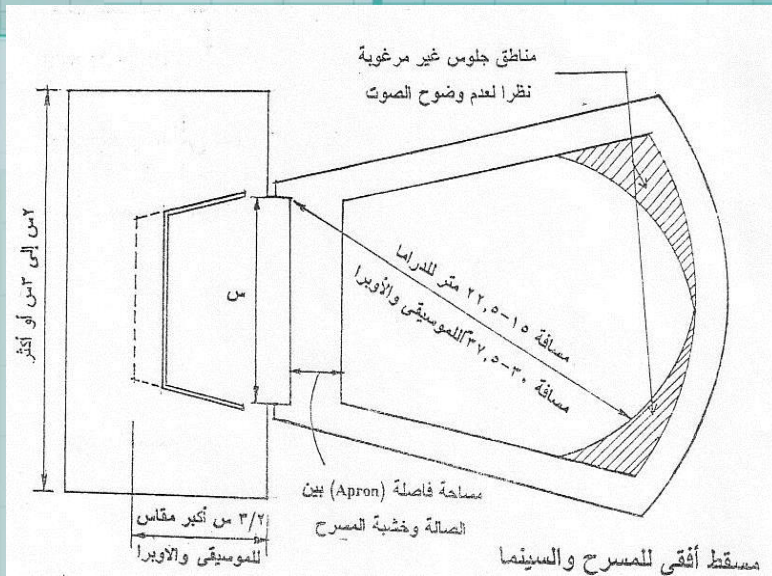 مناطق جلوس غير مرغوبة
نظرا لعدم وضوح الصوت
٢س إلى ٣س أو أكثر
س
مسافة ١٥-٢٢,٥ متر للدراما
مسافة ٣٠-٣٧,٥ للموسيقى والأوبرا
مساحة فاصلة (Apron) بين
الصالة وخشبة المسرح
٣/٢ س أكبر مقاس
للموسيقى والاوبرا
مسقط أفقي للمسرح والسينما